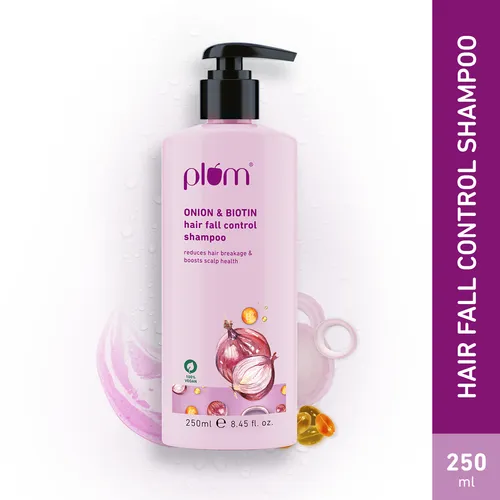 plum®
ONION & BIOTIN
hair fall control
shampoo
reduces hair breakage &
boosts scalp health
100%
VEGAN
250ml ℮ 8.45 fl. oz.
HAIR FALL CONTROL SHAMPOO
250
ml